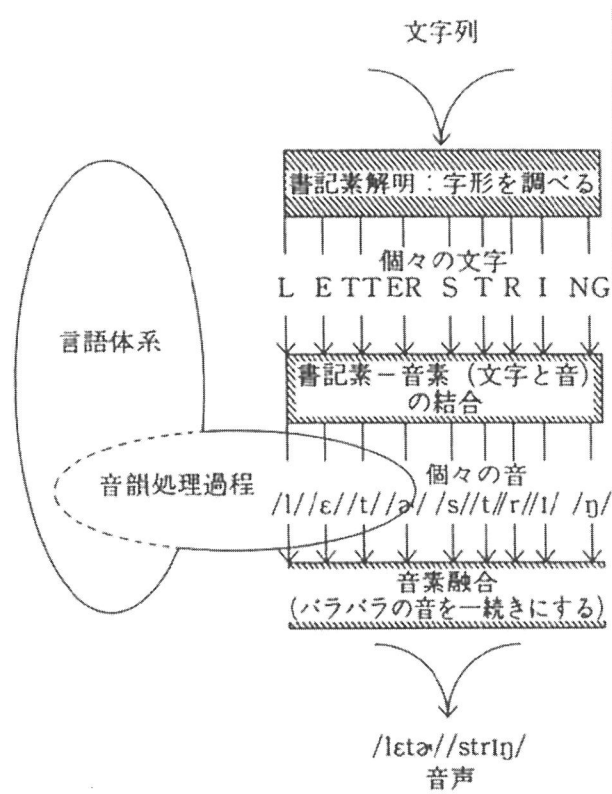 文字列
書記素解明:字形を調べる
個々の文字
L E TT ER S T R I NG
言語体系
書記素－音素(文字と音)
の結合
音韻処理過程
個々の音
/l//ɛ//t//ɚ//s//t//r//ɪ//ŋ/
音素融合
(バラバラの音を一続きにする)
/lɛtɚ//strɪŋ/
音声